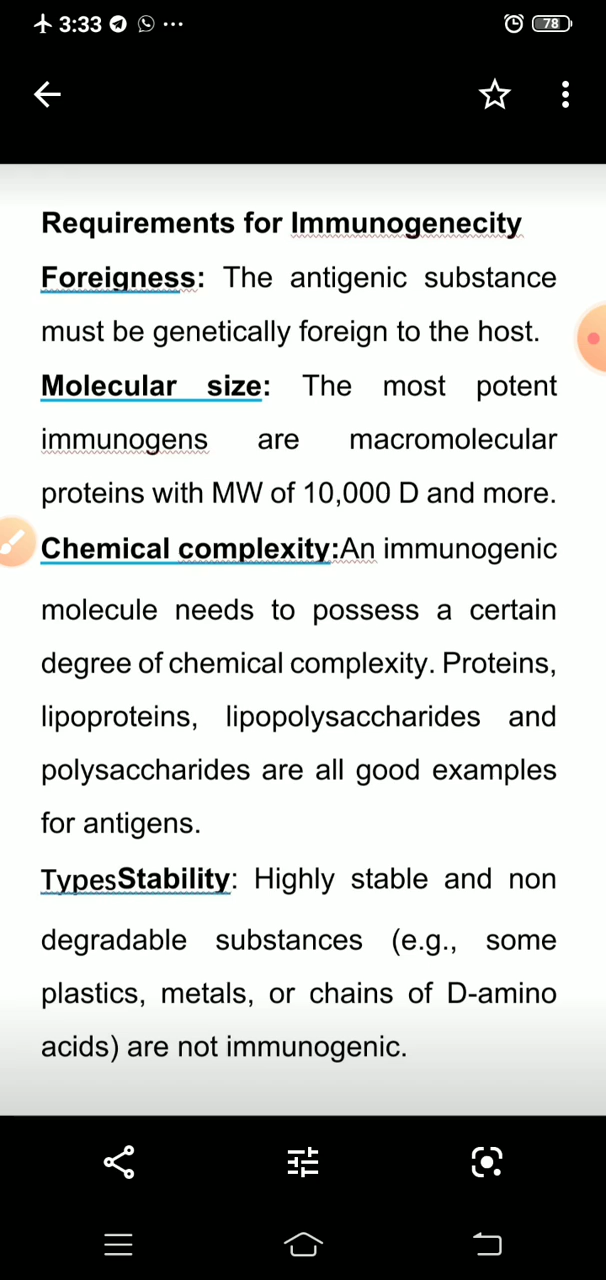 3:33
78
Requirements for Immunogenecity
Foreigness: The antigenic substance
must be genetically foreign to the host.
Molecular size: The most potent
immunogens are macromolecular
proteins with MW of 10,000 D and more.
Chemical complexity:An immunogenic
molecule needs to possess a certain
degree of chemical complexity. Proteins,
lipoproteins, lipopolysaccharides and
polysaccharides are all good examples
for antigens.
TypesStability: Highly stable and non
degradable substances (e.g., some
plastics, metals, or chains of D-amino
acids) are not immunogenic.